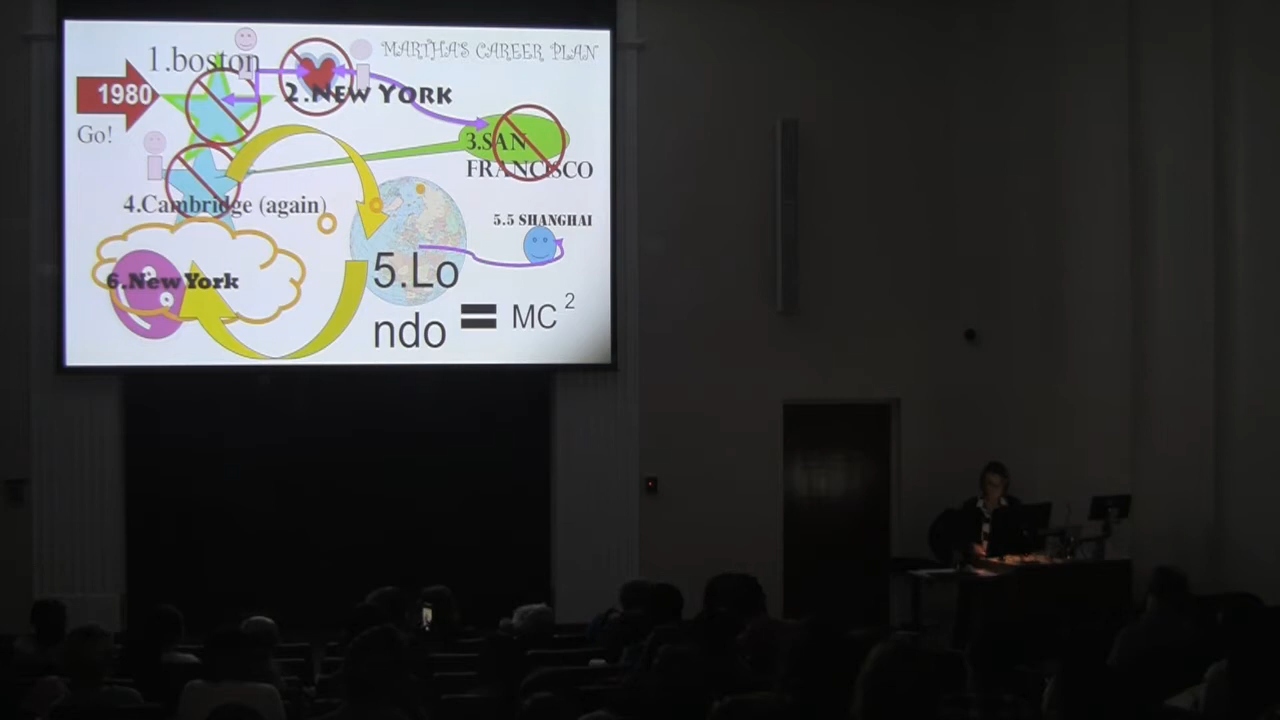 MARTHA'S CAREER PLAN
1.boston
1980
2.NEW YORK
Go!
3.SAN
FRANCISCO
4.Cambridge (again)
5.5 SHANGHAI
5.Lo
ndo
= MC 2
6.New York